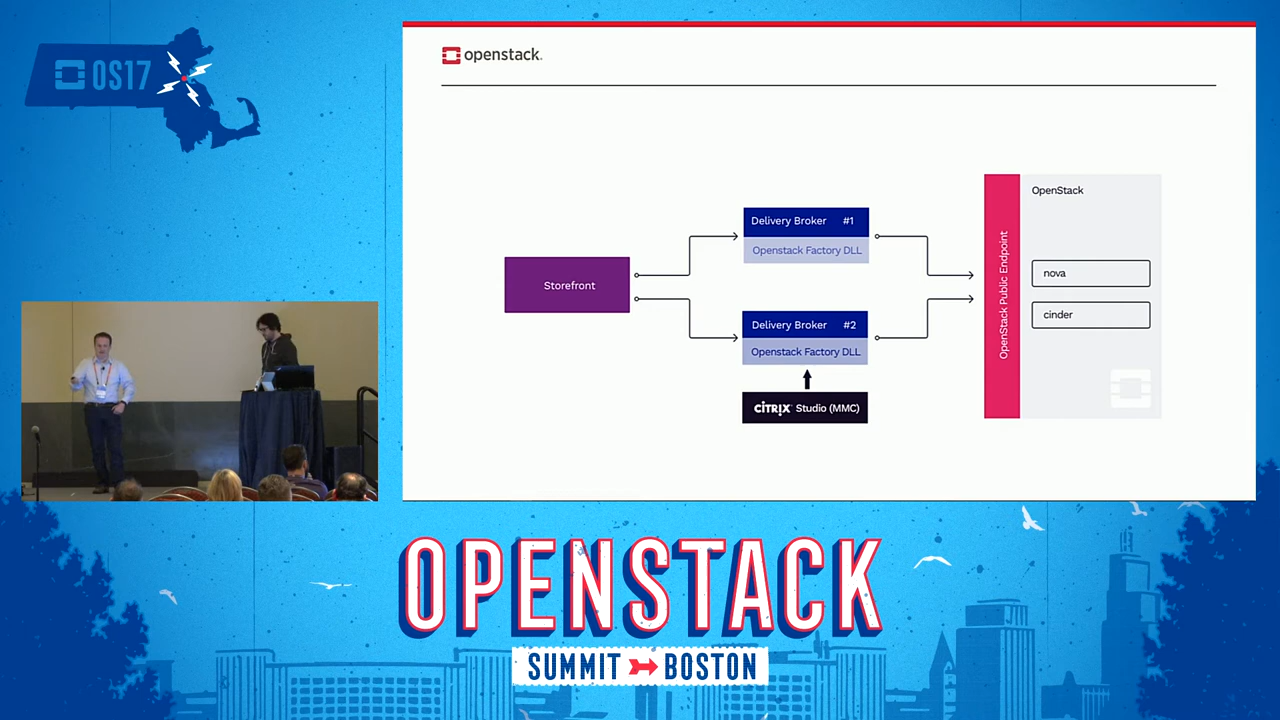 OS17
openstack.
Storefront
Delivery Broker #1
Openstack Factory DLL
Delivery Broker #2
Openstack Factory DLL
CITRIX Studio (MMC)
OpenStack Public Endpoint
OpenStack
nova
cinder
OPENSTACK
SUMMIT BOSTON